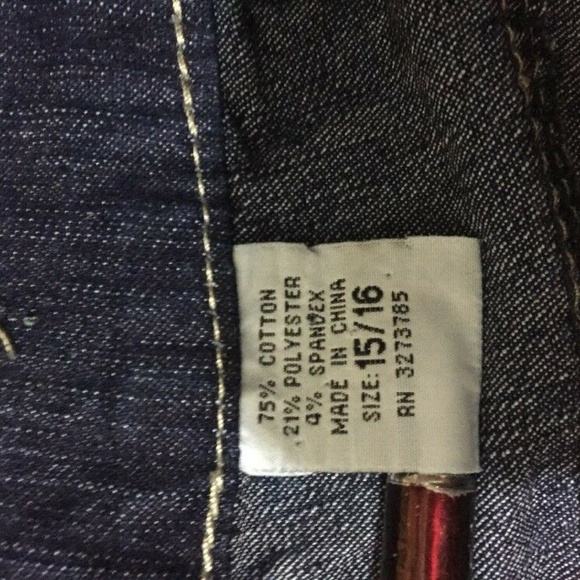 75% COTTON
21% POLYESTER
4% SPANDEX
MADE IN CHINA
SIZE: 15/16
RN 3273785